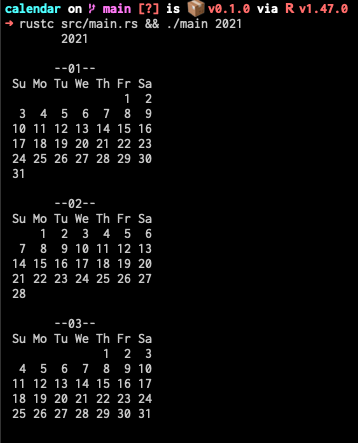 calendar on main [?] is 📦 v0.1.0 via R v1.47.0
→ rustc src/main.rs && ./main 2021
2021
--01--
Su Mo Tu We Th Fr Sa
1 2
3 4 5 6 7 8 9
10 11 12 13 14 15 16
17 18 19 20 21 22 23
24 25 26 27 28 29 30
31
--02--
Su Mo Tu We Th Fr Sa
1 2 3 4 5 6
7 8 9 10 11 12 13
14 15 16 17 18 19 20
21 22 23 24 25 26 27
28
--03--
Su Mo Tu We Th Fr Sa
1 2 3
4 5 6 7 8 9 10
11 12 13 14 15 16 17
18 19 20 21 22 23 24
25 26 27 28 29 30 31